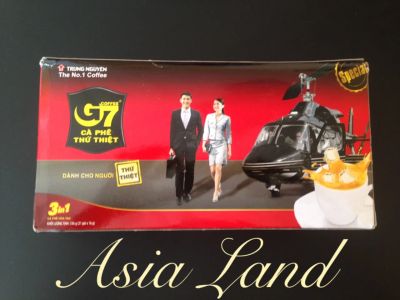 TRUNG NGUYÊN
The No.1 Coffee
Special
COFFEE
G7
CÀ PHÊ
THỨ THIỆT
DÀNH CHO NGƯỜI
THỨ THIỆT
3in1
Asia Land